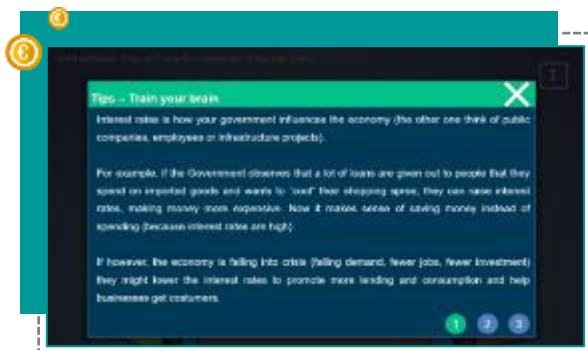 Tips – Train your brain
Interest rates is how your government influences the economy (the other one think of public
companies, employees or infrastructure projects).
For example, if the Government observes that a lot of loans are given out to people that they
spend on imported goods and wants to "cool" their shopping spree, they can raise interest
rates, making money more expensive. Now it makes sense of saving money instead of
spending (because interest rates are high).
If however, the economy is falling into crisis (falling demand, fewer jobs, fewer investment)
they might lower the interest rates to promote more lending and consumption and help
businesses get costumers.
1 2 3